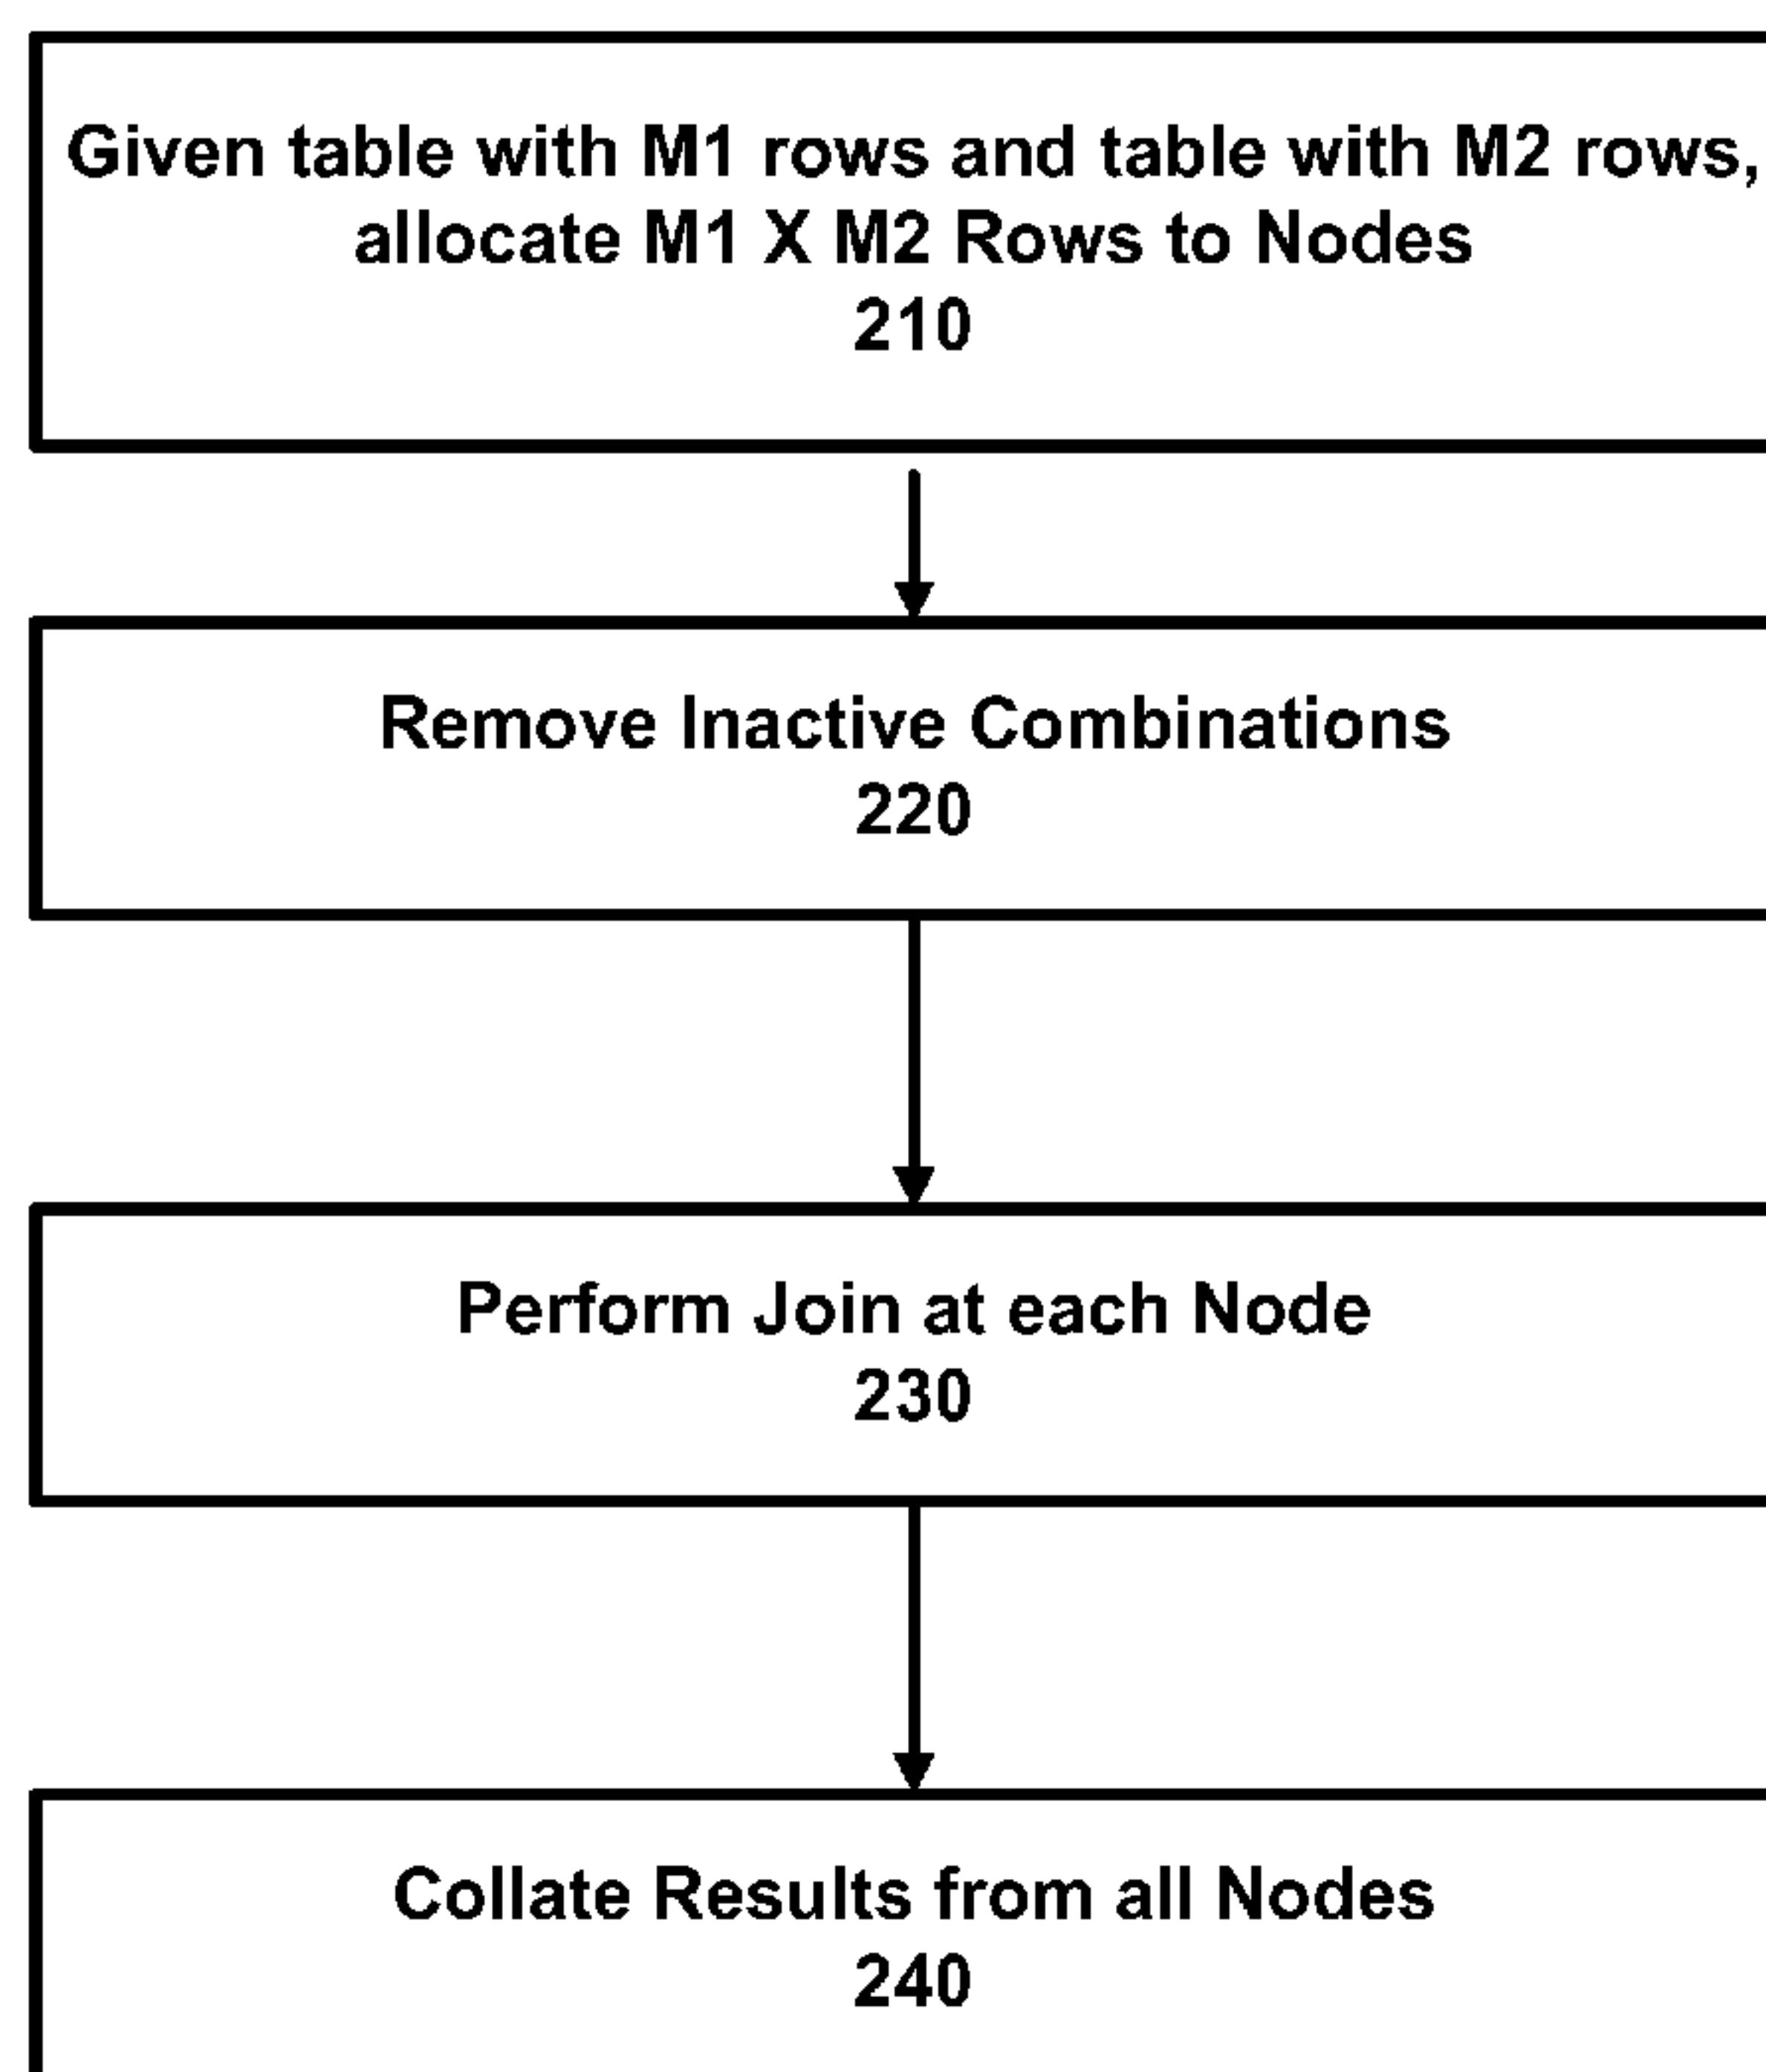 Given table with M1 rows and table with M2 rows,
allocate M1 X M2 Rows to Nodes
210
Remove Inactive Combinations
220
Perform Join at each Node
230
Collate Results from all Nodes
240